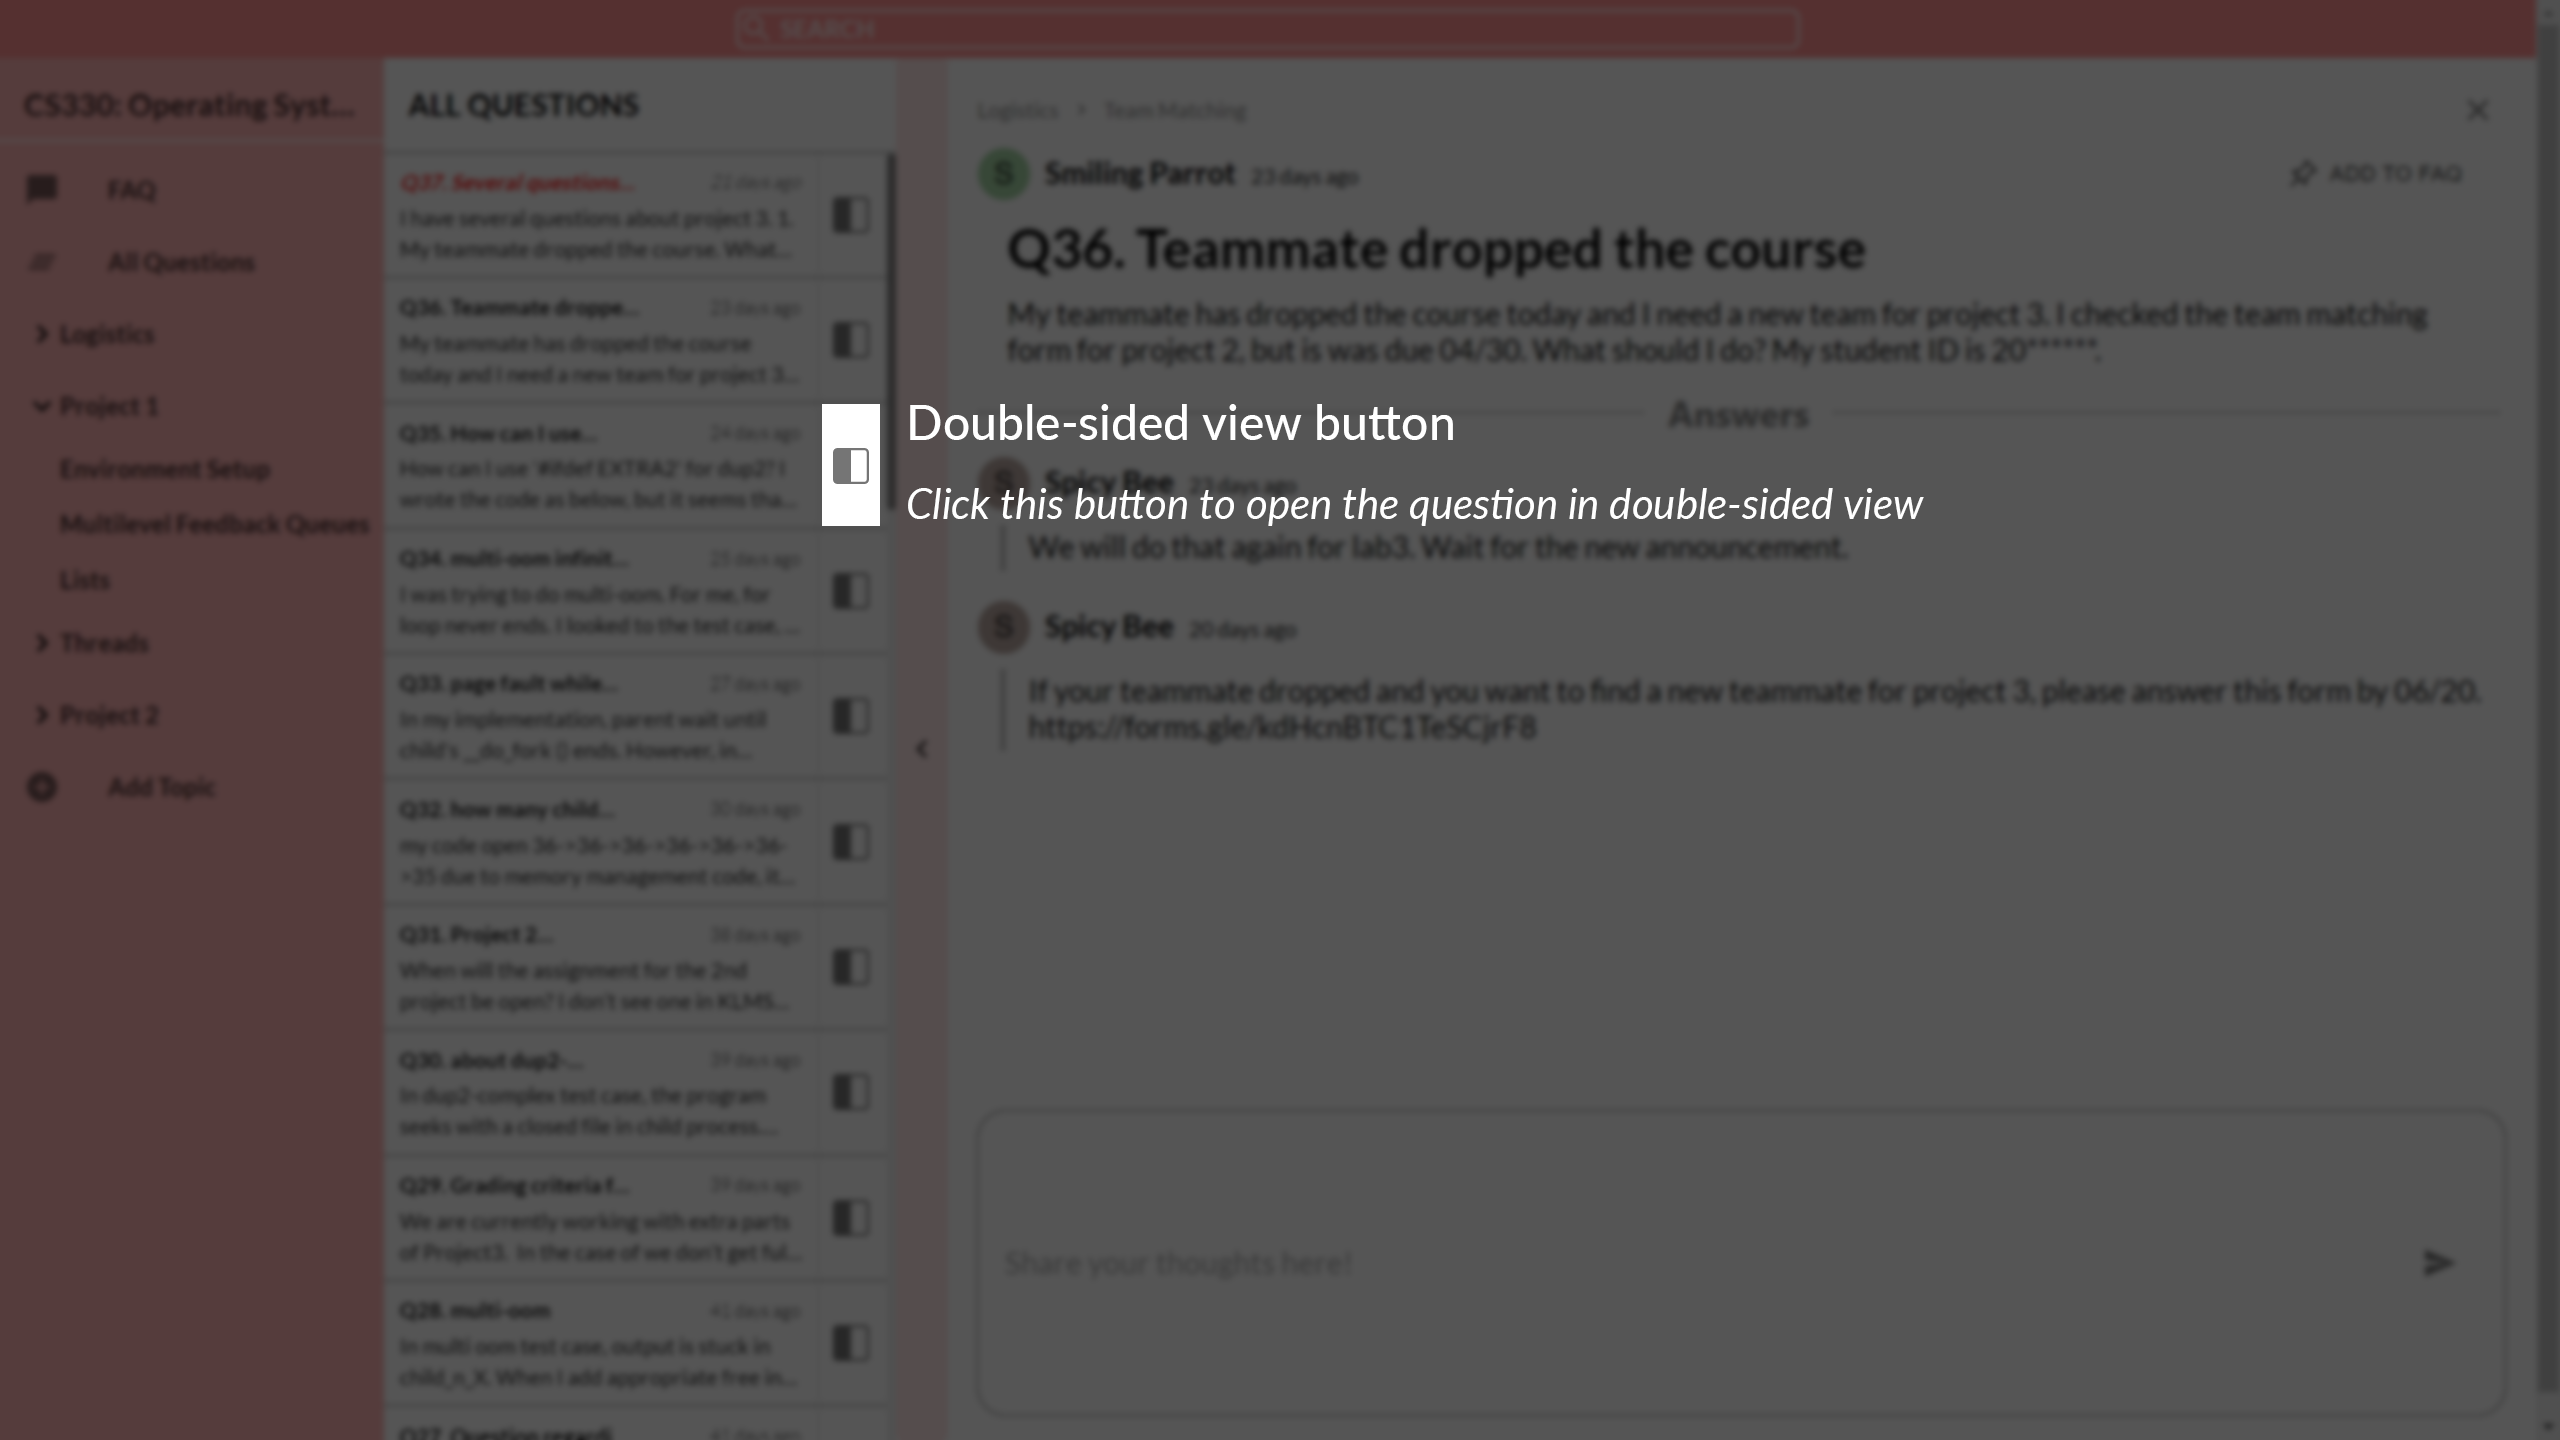 SEARCH
CS330: Operating Syst...
FAQ
All Questions
Logistics
Project 1
Environment Setup
Multilevel Feedback Queues
Lists
Threads
Project 2
Add Topic
ALL QUESTIONS
Q37. Several questions... 22 days ago
I have several questions about project 3. 1.
My teammate dropped the course. What...
Q36. Teammate droppe... 23 days ago
My teammate has dropped the course
today and I need a new team for project 3...
Q35. How can I use... 24 days ago
How can I use '#ifdef EXTRA2' for dup2? I
wrote the code as below, but it seems tha...
Q34. multi-oom infinit... 25 days ago
I was trying to do multi-oom. For me, for
loop never ends. I looked to the test case, ...
Q33. page fault while... 27 days ago
In my implementation, parent wait until
child's __do_fork () ends. However, in...
Q32. how many child... 30 days ago
my code open 36->36->36->36->36->36-
>35 due to memory management code, it...
Q31. Project 2... 36 days ago
When will the assignment for the 2nd
project be open? I don't see one in KLMS...
Q30. about dup2-... 39 days ago
In dup2-complex test case, the program
seeks with a closed file in child process....
Q29. Grading criteria f... 39 days ago
We are currently working with extra parts
of Project3. In the case of we don't get ful...
Q28. multi-oom 41 days ago
In multi oom test case, output is stuck in
child_n_X. When I add appropriate free in...
Q27. Question regardi 41 days ago
Logistics > Team Matching
S Smiling Parrot 23 days ago
ADD TO FAQ
Q36. Teammate dropped the course
My teammate has dropped the course today and I need a new team for project 3. I checked the team matching
form for project 2, but is was due 04/30. What should I do? My student ID is 20******.
Answers
Double-sided view button
Click this button to open the question in double-sided view
S Spicy Bee 23 days ago
We will do that again for lab3. Wait for the new announcement.
S Spicy Bee 20 days ago
If your teammate dropped and you want to find a new teammate for project 3, please answer this form by 06/20.
https://forms.gle/kdHcnBTC1TeSCjrF8
Share your thoughts here!